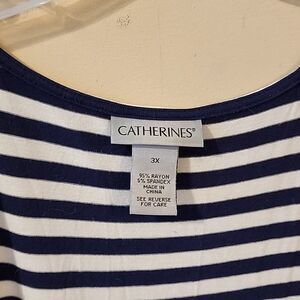 CATHERINES®
3X
95% RAYON
5% SPANDEX
MADE IN
CHINA
SEE REVERSE
FOR CARE